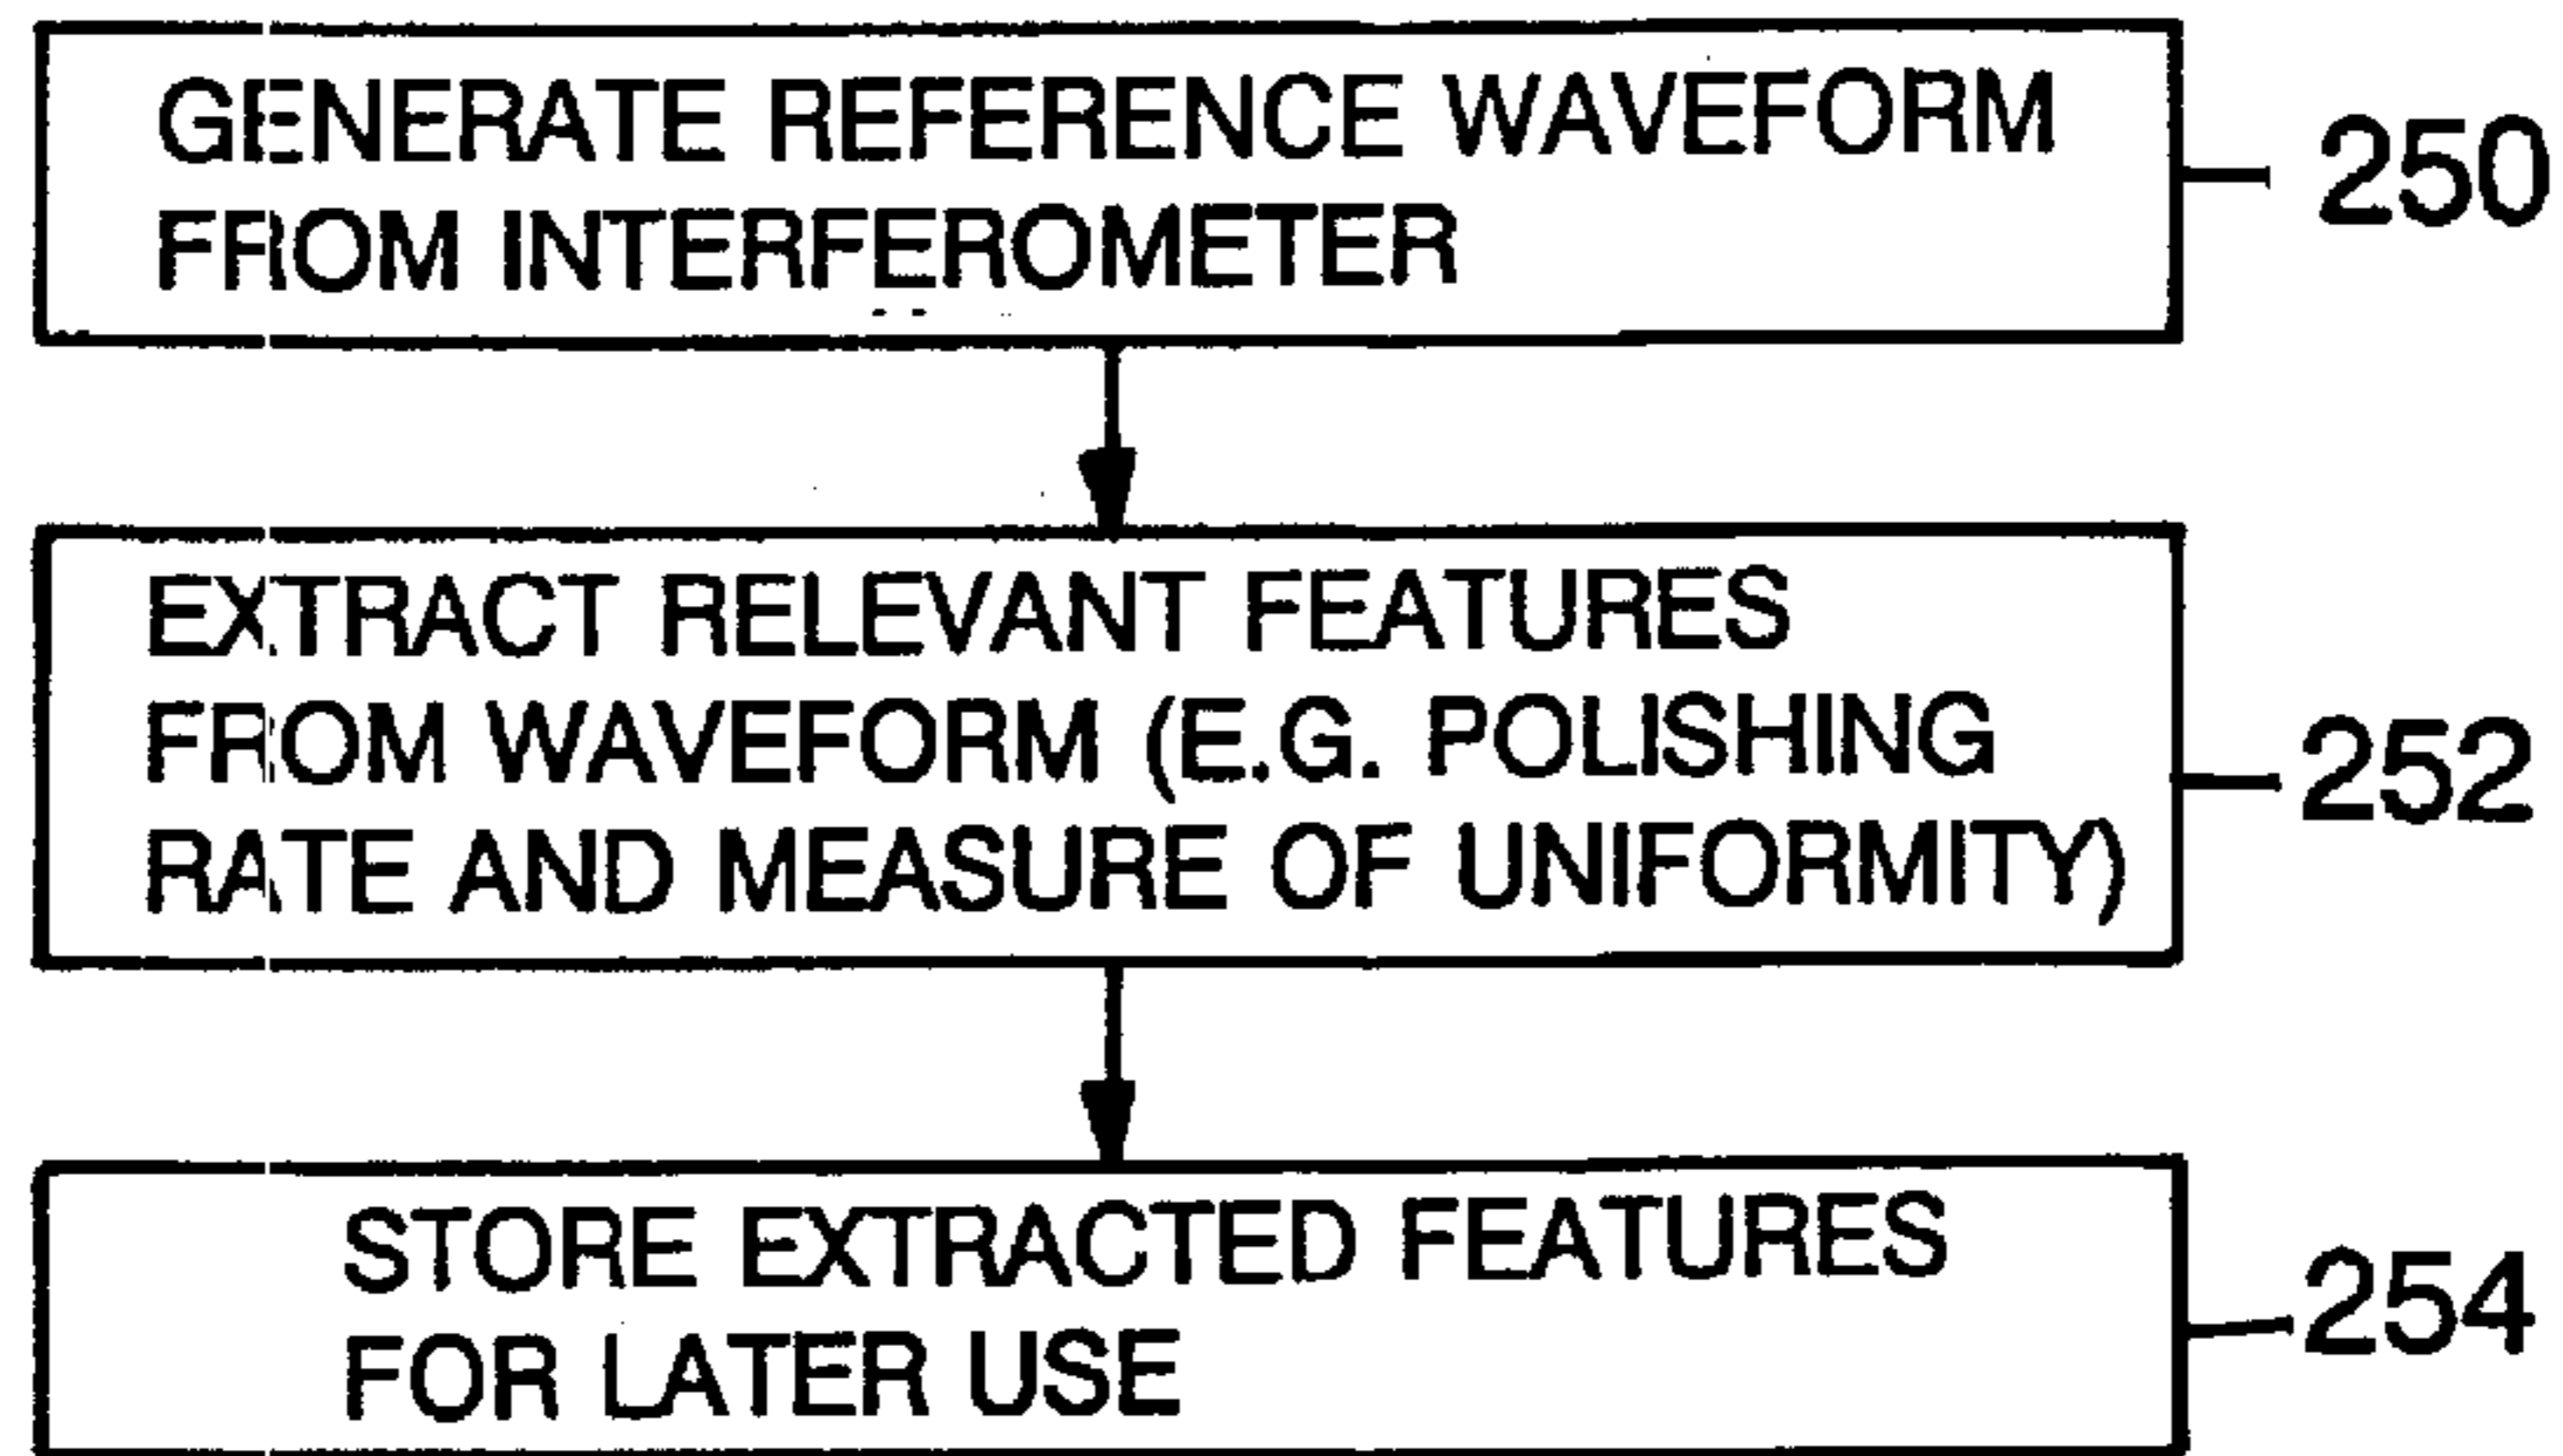 GENERATE REFERENCE WAVEFORM
FROM INTERFEROMETER
250
EXTRACT RELEVANT FEATURES
FROM WAVEFORM (E.G. POLISHING
RATE AND MEASURE OF UNIFORMITY)
252
STORE EXTRACTED FEATURES
FOR LATER USE
254